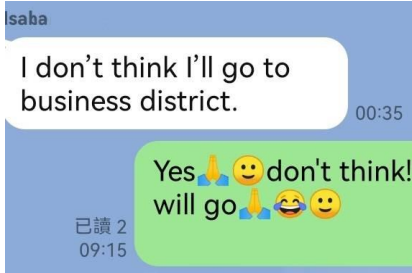 Isaba
I don't think I'll go to
business district.
00:35
Yes🙏🙂don't think!
will go🙏😂🙂
已讀 2
09:15